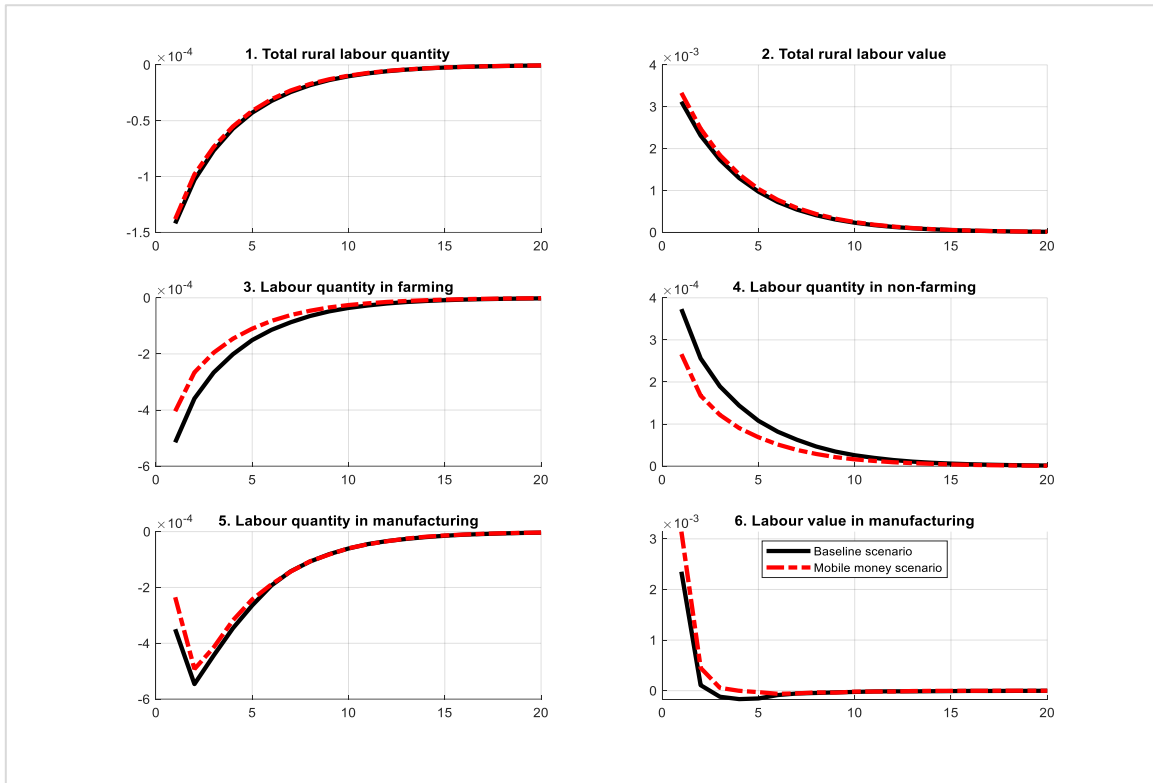 1. Total rural labour quantity
×10⁻⁴
0
-0.5
-1
-1.5
0 5 10 15 20
2. Total rural labour value
×10⁻³
4
3
2
1
0
0 5 10 15 20
3. Labour quantity in farming
×10⁻⁴
0
-2
-4
-6
0 5 10 15 20
4. Labour quantity in non-farming
×10⁻⁴
4
3
2
1
0
0 5 10 15 20
5. Labour quantity in manufacturing
×10⁻⁴
0
-2
-4
-6
0 5 10 15 20
6. Labour value in manufacturing
×10⁻³
3
2
1
0
0 5 10 15 20
Baseline scenario
Mobile money scenario